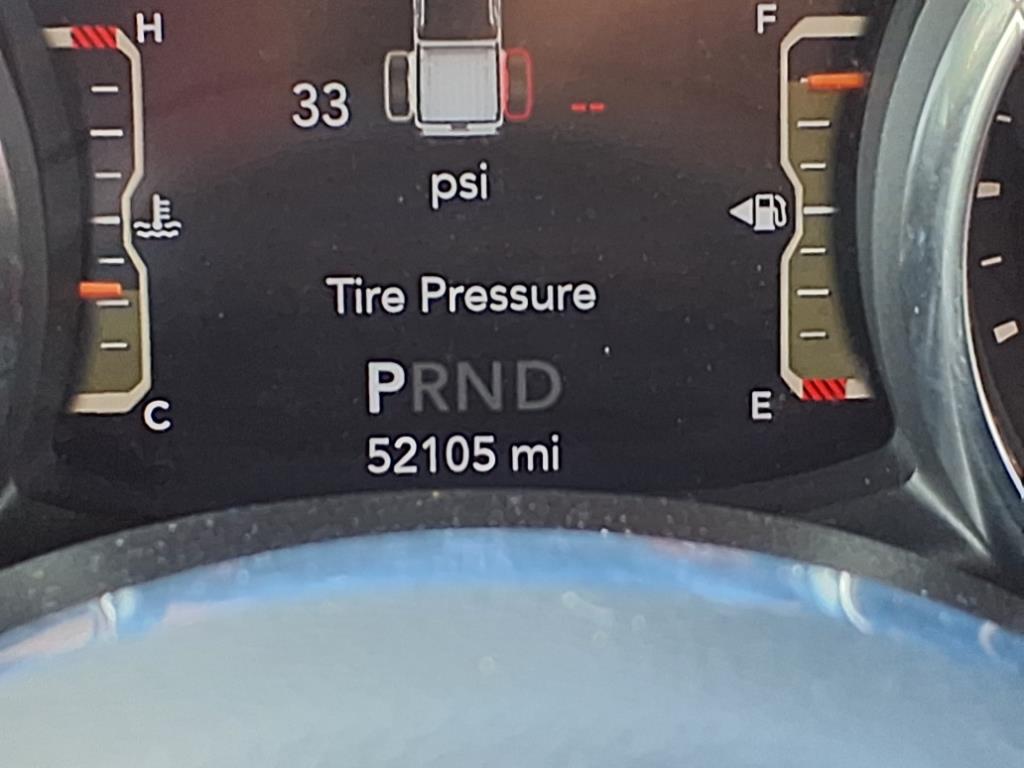 H F
33 --
psi
Tire Pressure
PRND
C E
52105 mi